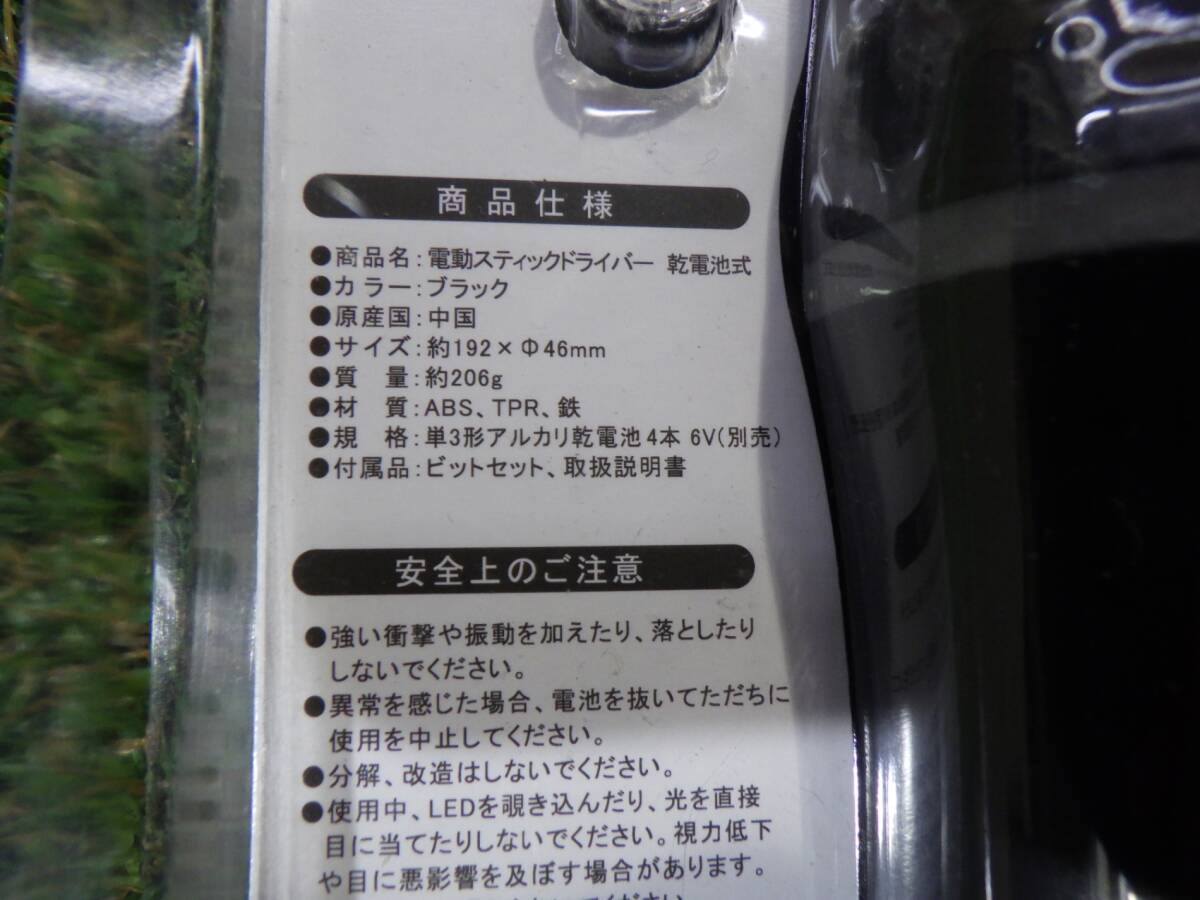 商品仕様
●商品名:電動スティックドライバー 乾電池式
●カラー:ブラック
●原産国:中国
●サイズ:約192×Φ46mm
●質 量:約206g
●材 質:ABS、TPR、鉄
●規 格:単3形アルカリ乾電池4本 6V(別売)
●付属品:ビットセット、取扱説明書
安全上のご注意
●強い衝撃や振動を加えたり、落としたり
しないでください。
●異常を感じた場合、電池を抜いてただちに
使用を中止してください。
●分解、改造はしないでください。
●使用中、LEDを覗き込んだり、光を直接
目に当てたりしないでください。視力低下
や目に悪影響を及ぼす場合があります。